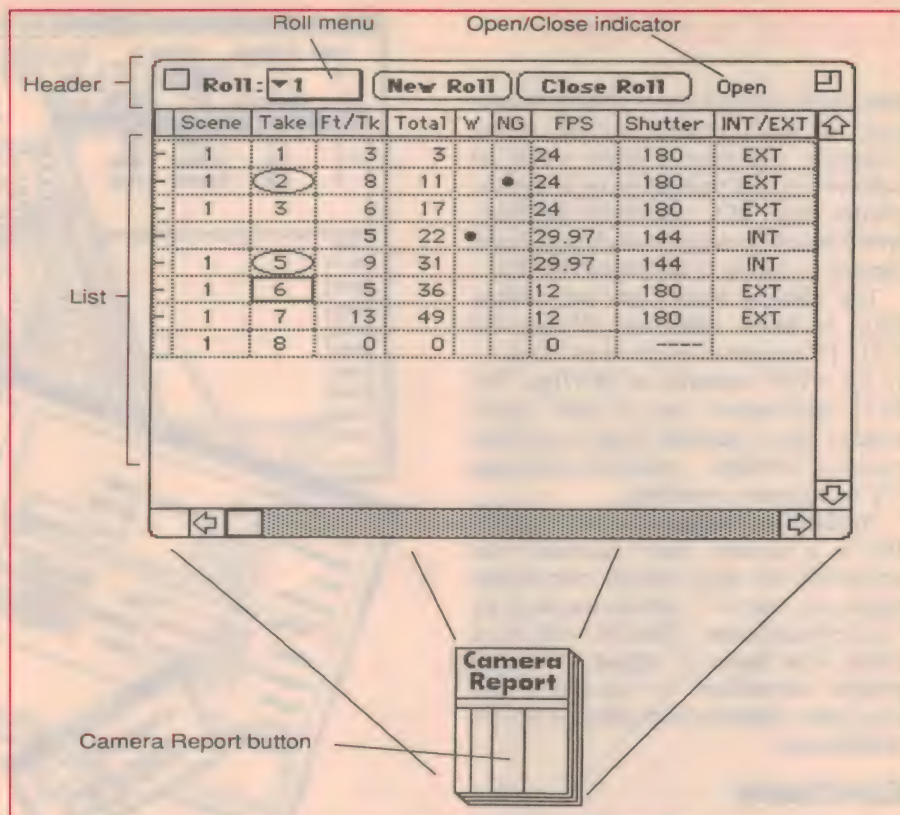 Roll menu Open/Close indicator
Header
Roll: 1 New Roll Close Roll Open
Scene Take Ft/Tk Total W NG FPS Shutter INT/EXT
1 1 3 3 24 180 EXT
1 2 8 11 • 24 180 EXT
1 3 6 17 24 180 EXT
5 22 • 29.97 144 INT
1 5 9 31 29.97 144 INT
List
1 6 5 36 12 180 EXT
1 7 13 49 12 180 EXT
1 8 0 0 0 ----
Camera
Report
Camera Report button